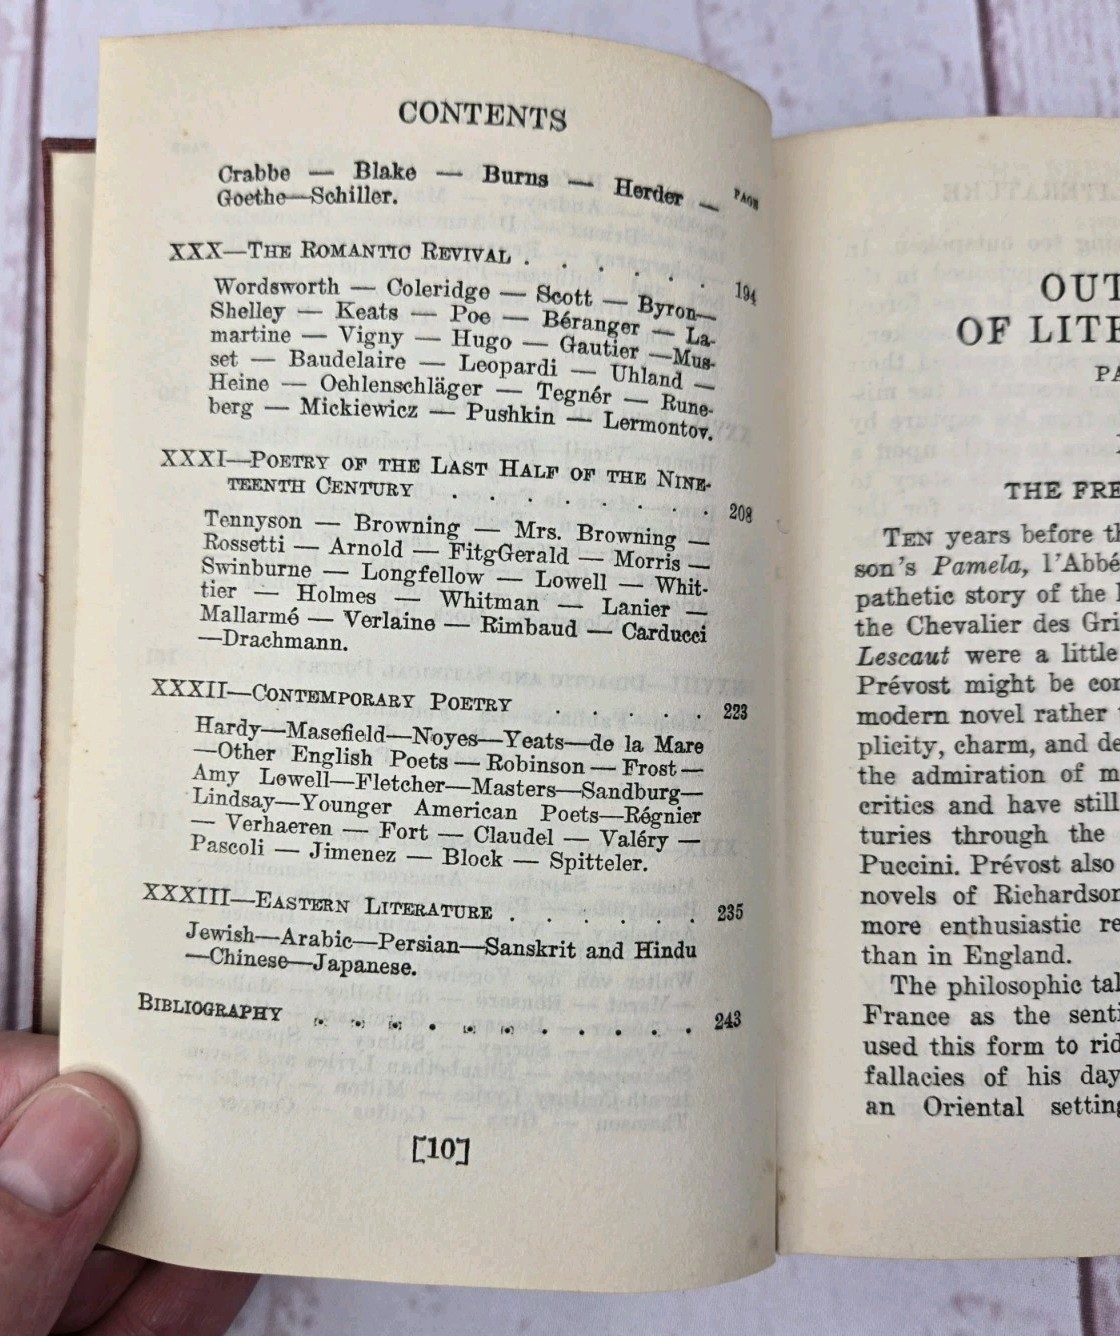 CONTENTS
PAGE
Crabbe — Blake — Burns — Herder —
Goethe—Schiller.
XXX—THE ROMANTIC REVIVAL . . . . . . 194
Wordsworth — Coleridge — Scott — Byron—
Shelley — Keats — Poe — Béranger — La-
martine — Vigny — Hugo — Gautier —Mus-
set — Baudelaire — Leopardi — Uhland —
Heine — Oehlenschläger — Tegnér — Rune-
berg — Mickiewicz — Pushkin — Lermontov.
XXXI—POETRY OF THE LAST HALF OF THE NINE-
TEENTH CENTURY . . . . . . . 208
Tennyson — Browning — Mrs. Browning —
Rossetti — Arnold — FitgGerald — Morris —
Swinburne — Longfellow — Lowell — Whit-
tier — Holmes — Whitman — Lanier —
Mallarmé — Verlaine — Rimbaud — Carducci
—Drachmann.
XXXII—CONTEMPORARY POETRY . . . . . 223
Hardy—Masefield—Noyes—Yeats—de la Mare
—Other English Poets — Robinson — Frost —
Amy Lowell—Fletcher—Masters—Sandburg—
Lindsay—Younger American Poets—Régnier
— Verhaeren — Fort — Claudel — Valéry —
Pascoli — Jimenez — Block — Spitteler.
XXXIII—EASTERN LITERATURE . . . . . . 235
Jewish—Arabic—Persian—Sanskrit and Hindu
—Chinese—Japanese.
BIBLIOGRAPHY [•] [•] [•] . [•] [•] . . . . . 243
[10]
OUT
OF LITE
PA
THE FRE
TEN years before th
son's Pamela, l'Abbé
pathetic story of the
the Chevalier des Gri
Lescaut were a little
Prévost might be con
modern novel rather
plicity, charm, and de
the admiration of m
critics and have still
turies through the
Puccini. Prévost also
novels of Richardson
more enthusiastic re
than in England.
The philosophic tal
France as the senti
used this form to rid
fallacies of his day
an Oriental setting